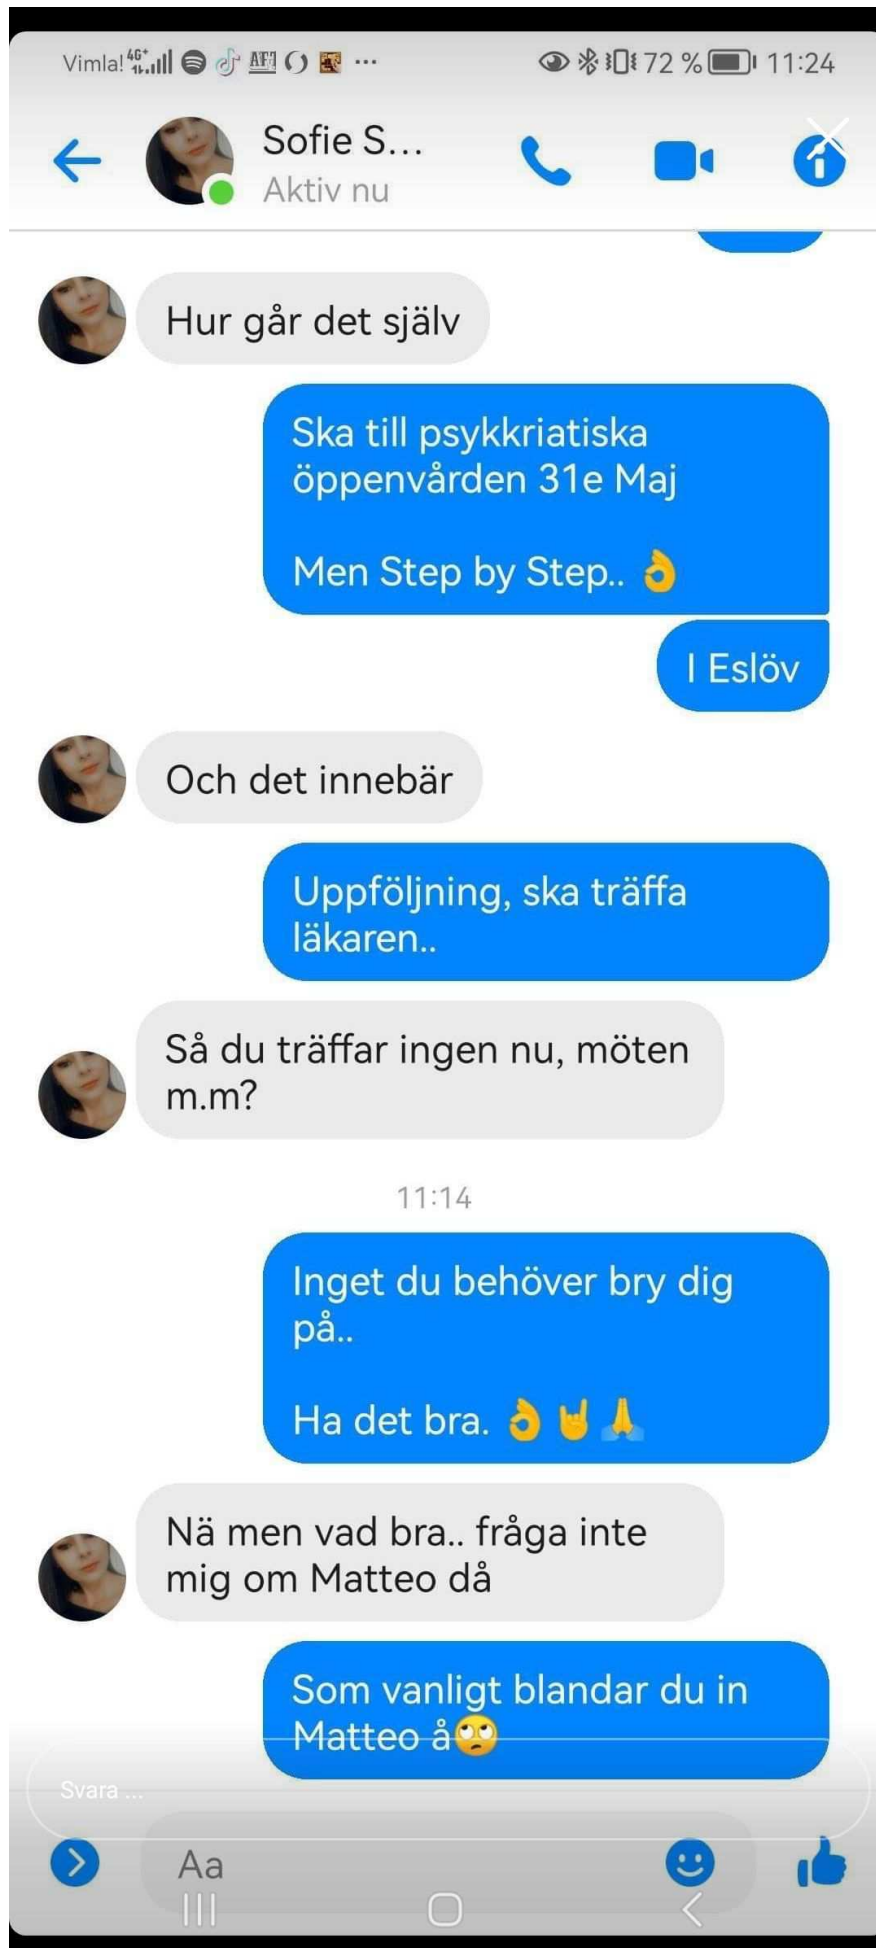 Vimla! 4G+ 72 % 11:24
Sofie S...
Aktiv nu
Hur går det själv
Ska till psykkriatiska
öppenvården 31e Maj
Men Step by Step.. 👌
I Eslöv
Och det innebär
Uppföljning, ska träffa
läkaren..
Så du träffar ingen nu, möten
m.m?
11:14
Inget du behöver bry dig
på..
Ha det bra. 👌🤘🙏
Nä men vad bra.. fråga inte
mig om Matteo då
Som vanligt blandar du in
Matteo å🙄
Svara ...
Aa